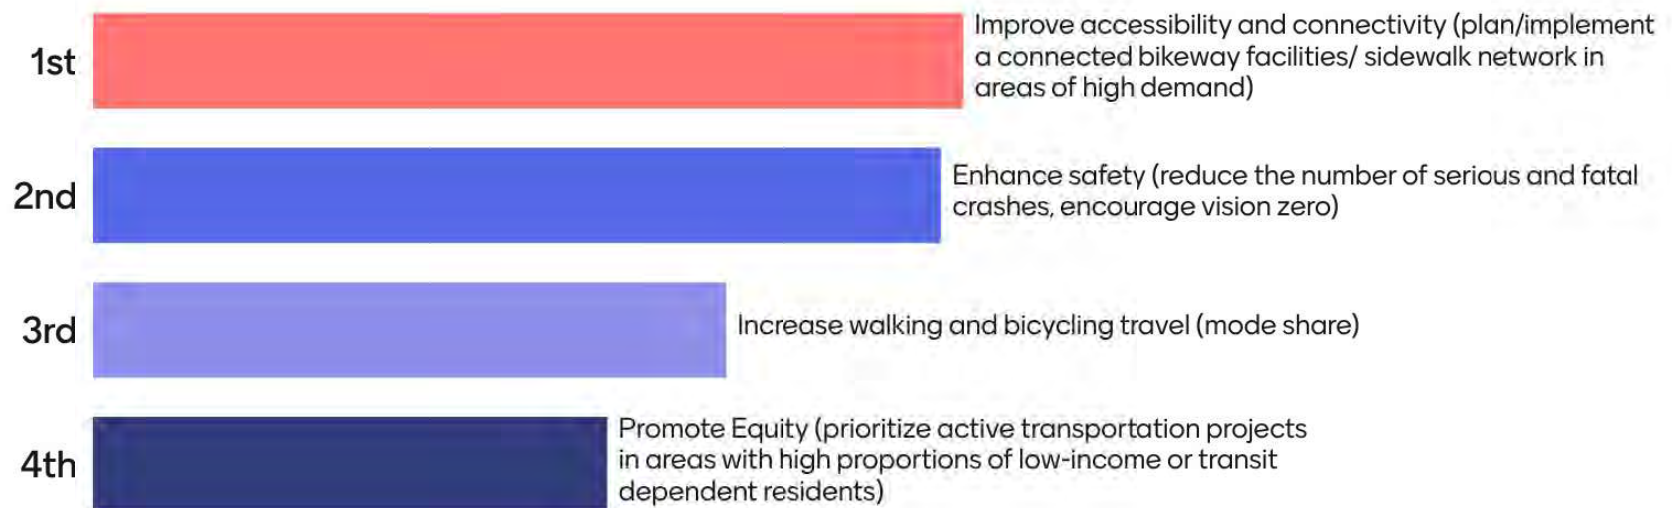 1st
Improve accessibility and connectivity (plan/implement
a connected bikeway facilities/ sidewalk network in
areas of high demand)
2nd
Enhance safety (reduce the number of serious and fatal
crashes, encourage vision zero)
3rd
Increase walking and bicycling travel (mode share)
4th
Promote Equity (prioritize active transportation projects
in areas with high proportions of low-income or transit
dependent residents)